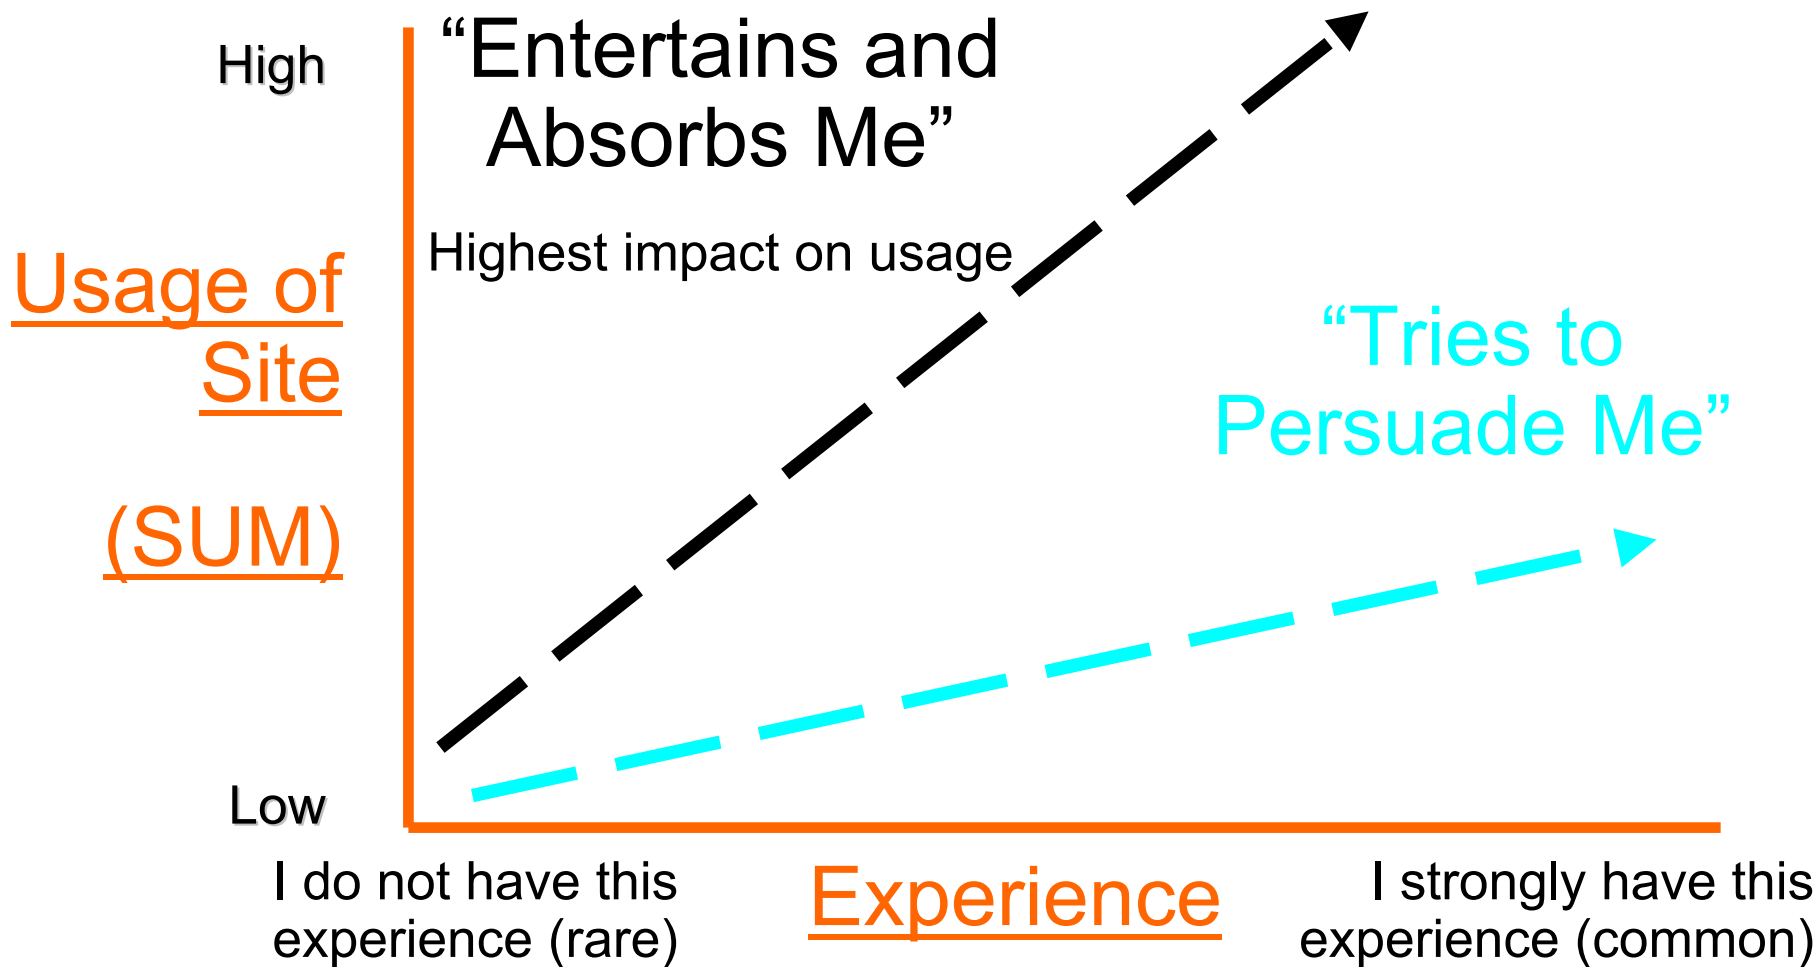 High
“Entertains and
Absorbs Me”
Highest impact on usage
Usage of
Site
(SUM)
“Tries to
Persuade Me”
Low
I do not have this
experience (rare)
Experience
I strongly have this
experience (common)